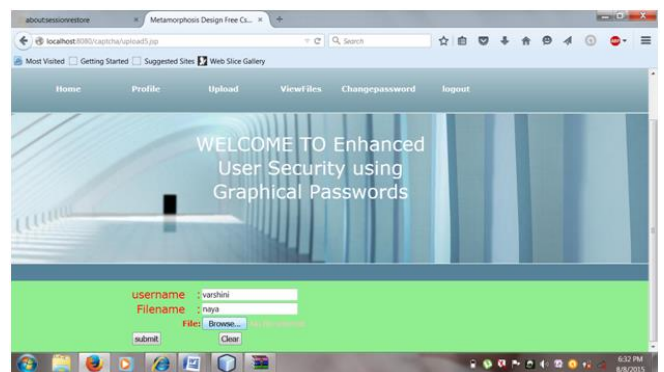 about:sessionrestore × Metamorphosis Design Free Cs... × +
localhost:8080/captcha/upload5.jsp Search
Most Visited Getting Started Suggested Sites Web Slice Gallery
Home Profile Upload ViewFiles Changepassword logout
WELCOME TO Enhanced
User Security using
Graphical Passwords
username : varshini
Filename : naya
File: Browse...
submit Clear
6:32 PM
8/8/2015